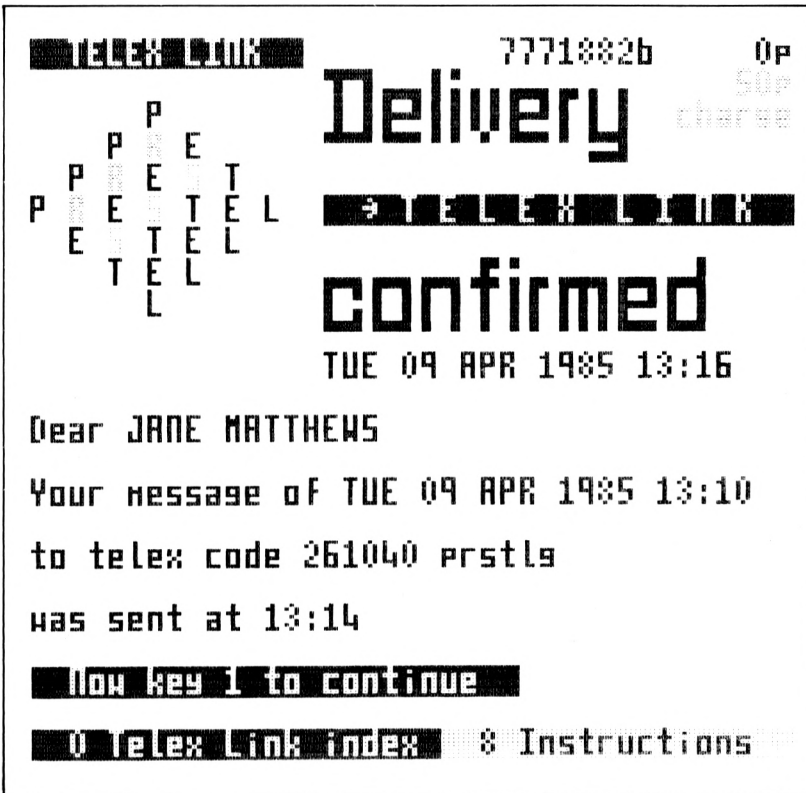 TELEX LINK
7771882b 0p
50p
charge
Delivery
→ TELEX LINK
confirmed
P
P R E
P R E S T
P R E S T E L
E S T E L
T E L
L
TUE 09 APR 1985 13:16
Dear JANE MATTHEWS
Your message of TUE 09 APR 1985 13:10
to telex code 261040 prstlg
was sent at 13:14
Now key 1 to continue
0 Telex Link index 8 Instructions